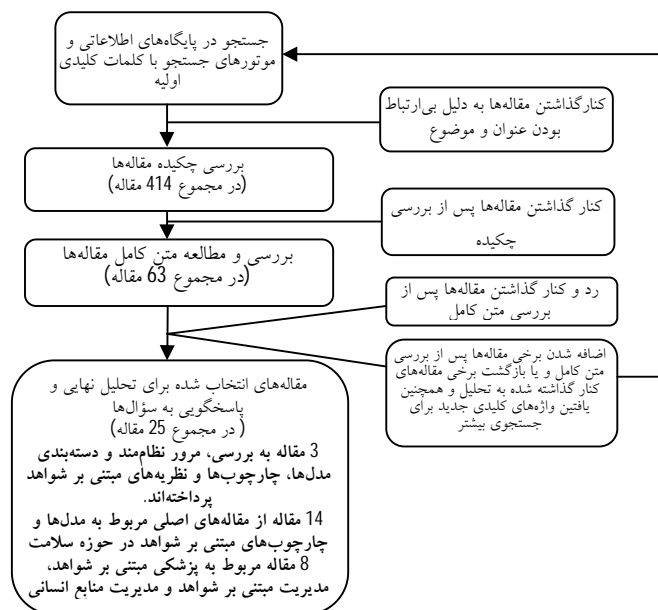 جستجو در پایگاه‌های اطلاعاتی و
موتورهای جستجو با کلمات کلیدی
اولیه
کنارگذاشتن مقاله‌ها به دلیل بی‌ارتباط
بودن عنوان و موضوع
بررسی چکیده مقاله‌ها
(در مجموع 414 مقاله)
کنار گذاشتن مقاله‌ها پس از بررسی
چکیده
بررسی و مطالعه متن کامل مقاله‌ها
(در مجموع 63 مقاله)
رد و کنار گذاشتن مقاله‌ها پس از
بررسی متن کامل
اضافه شدن برخی مقاله‌ها پس از بررسی
متن کامل و یا بازگشت برخی مقاله‌های
کنار گذاشته شده به تحلیل و همچنین
یافتین واژه‌های کلیدی جدید برای
جستجوی بیشتر
مقاله‌های انتخاب شده برای تحلیل نهایی و
پاسخگویی به سؤال‌ها
( در مجموع 25 مقاله)
3 مقاله به بررسی، مرور نظام‌مند و دسته‌بندی
مدل‌ها، چارچوب‌ها و نظریه‌های مبتنی بر شواهد
پرداخته‌اند.
14 مقاله از مقاله‌های اصلی مربوط به مدل‌ها و
چارچوب‌های مبتنی بر شواهد در حوزه سلامت
8 مقاله مربوط به پزشکی مبتنی بر شواهد،
مدیریت مبتنی بر شواهد و مدیریت منابع انسانی